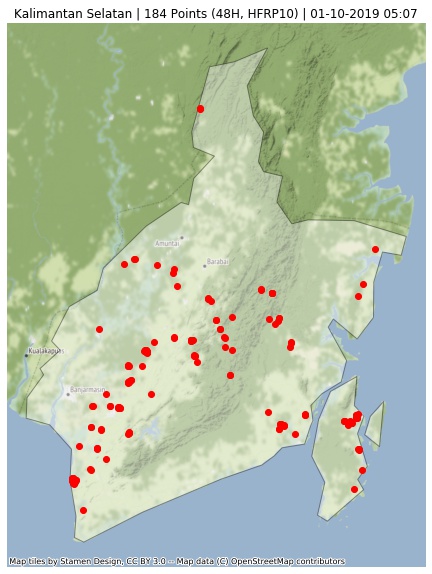 Kalimantan Selatan | 184 Points (48H, HFRP10) | 01-10-2019 05:07
Amuntai
Barabai
Kualakapuas
Banjarmasin
Map tiles by Stamen Design, CC BY 3.0 -- Map data (C) OpenStreetMap contributors